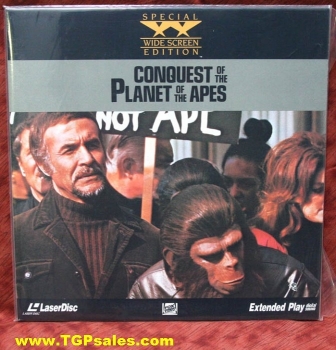 SPECIAL
WIDE SCREEN
EDITION
CONQUEST OF THE
PLANET OF THE APES
NOT APE
LaserDisc
Extended Play
www.TGPsales.com